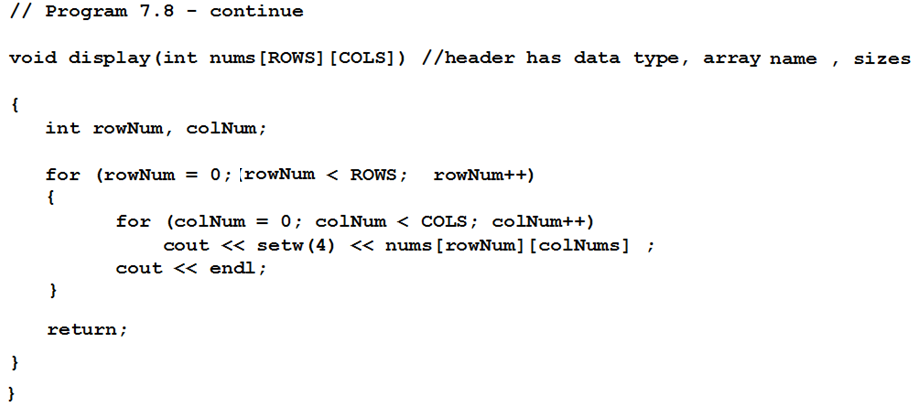 // Program 7.8 - continue
void display(int nums[ROWS][COLS]) //header has data type, array name , sizes
{
int rowNum, colNum;
for (rowNum = 0; rowNum < ROWS; rowNum++)
{
for (colNum = 0; colNum < COLS; colNum++)
cout << setw(4) << nums[rowNum][colNums] ;
cout << endl;
}
return;
}
}